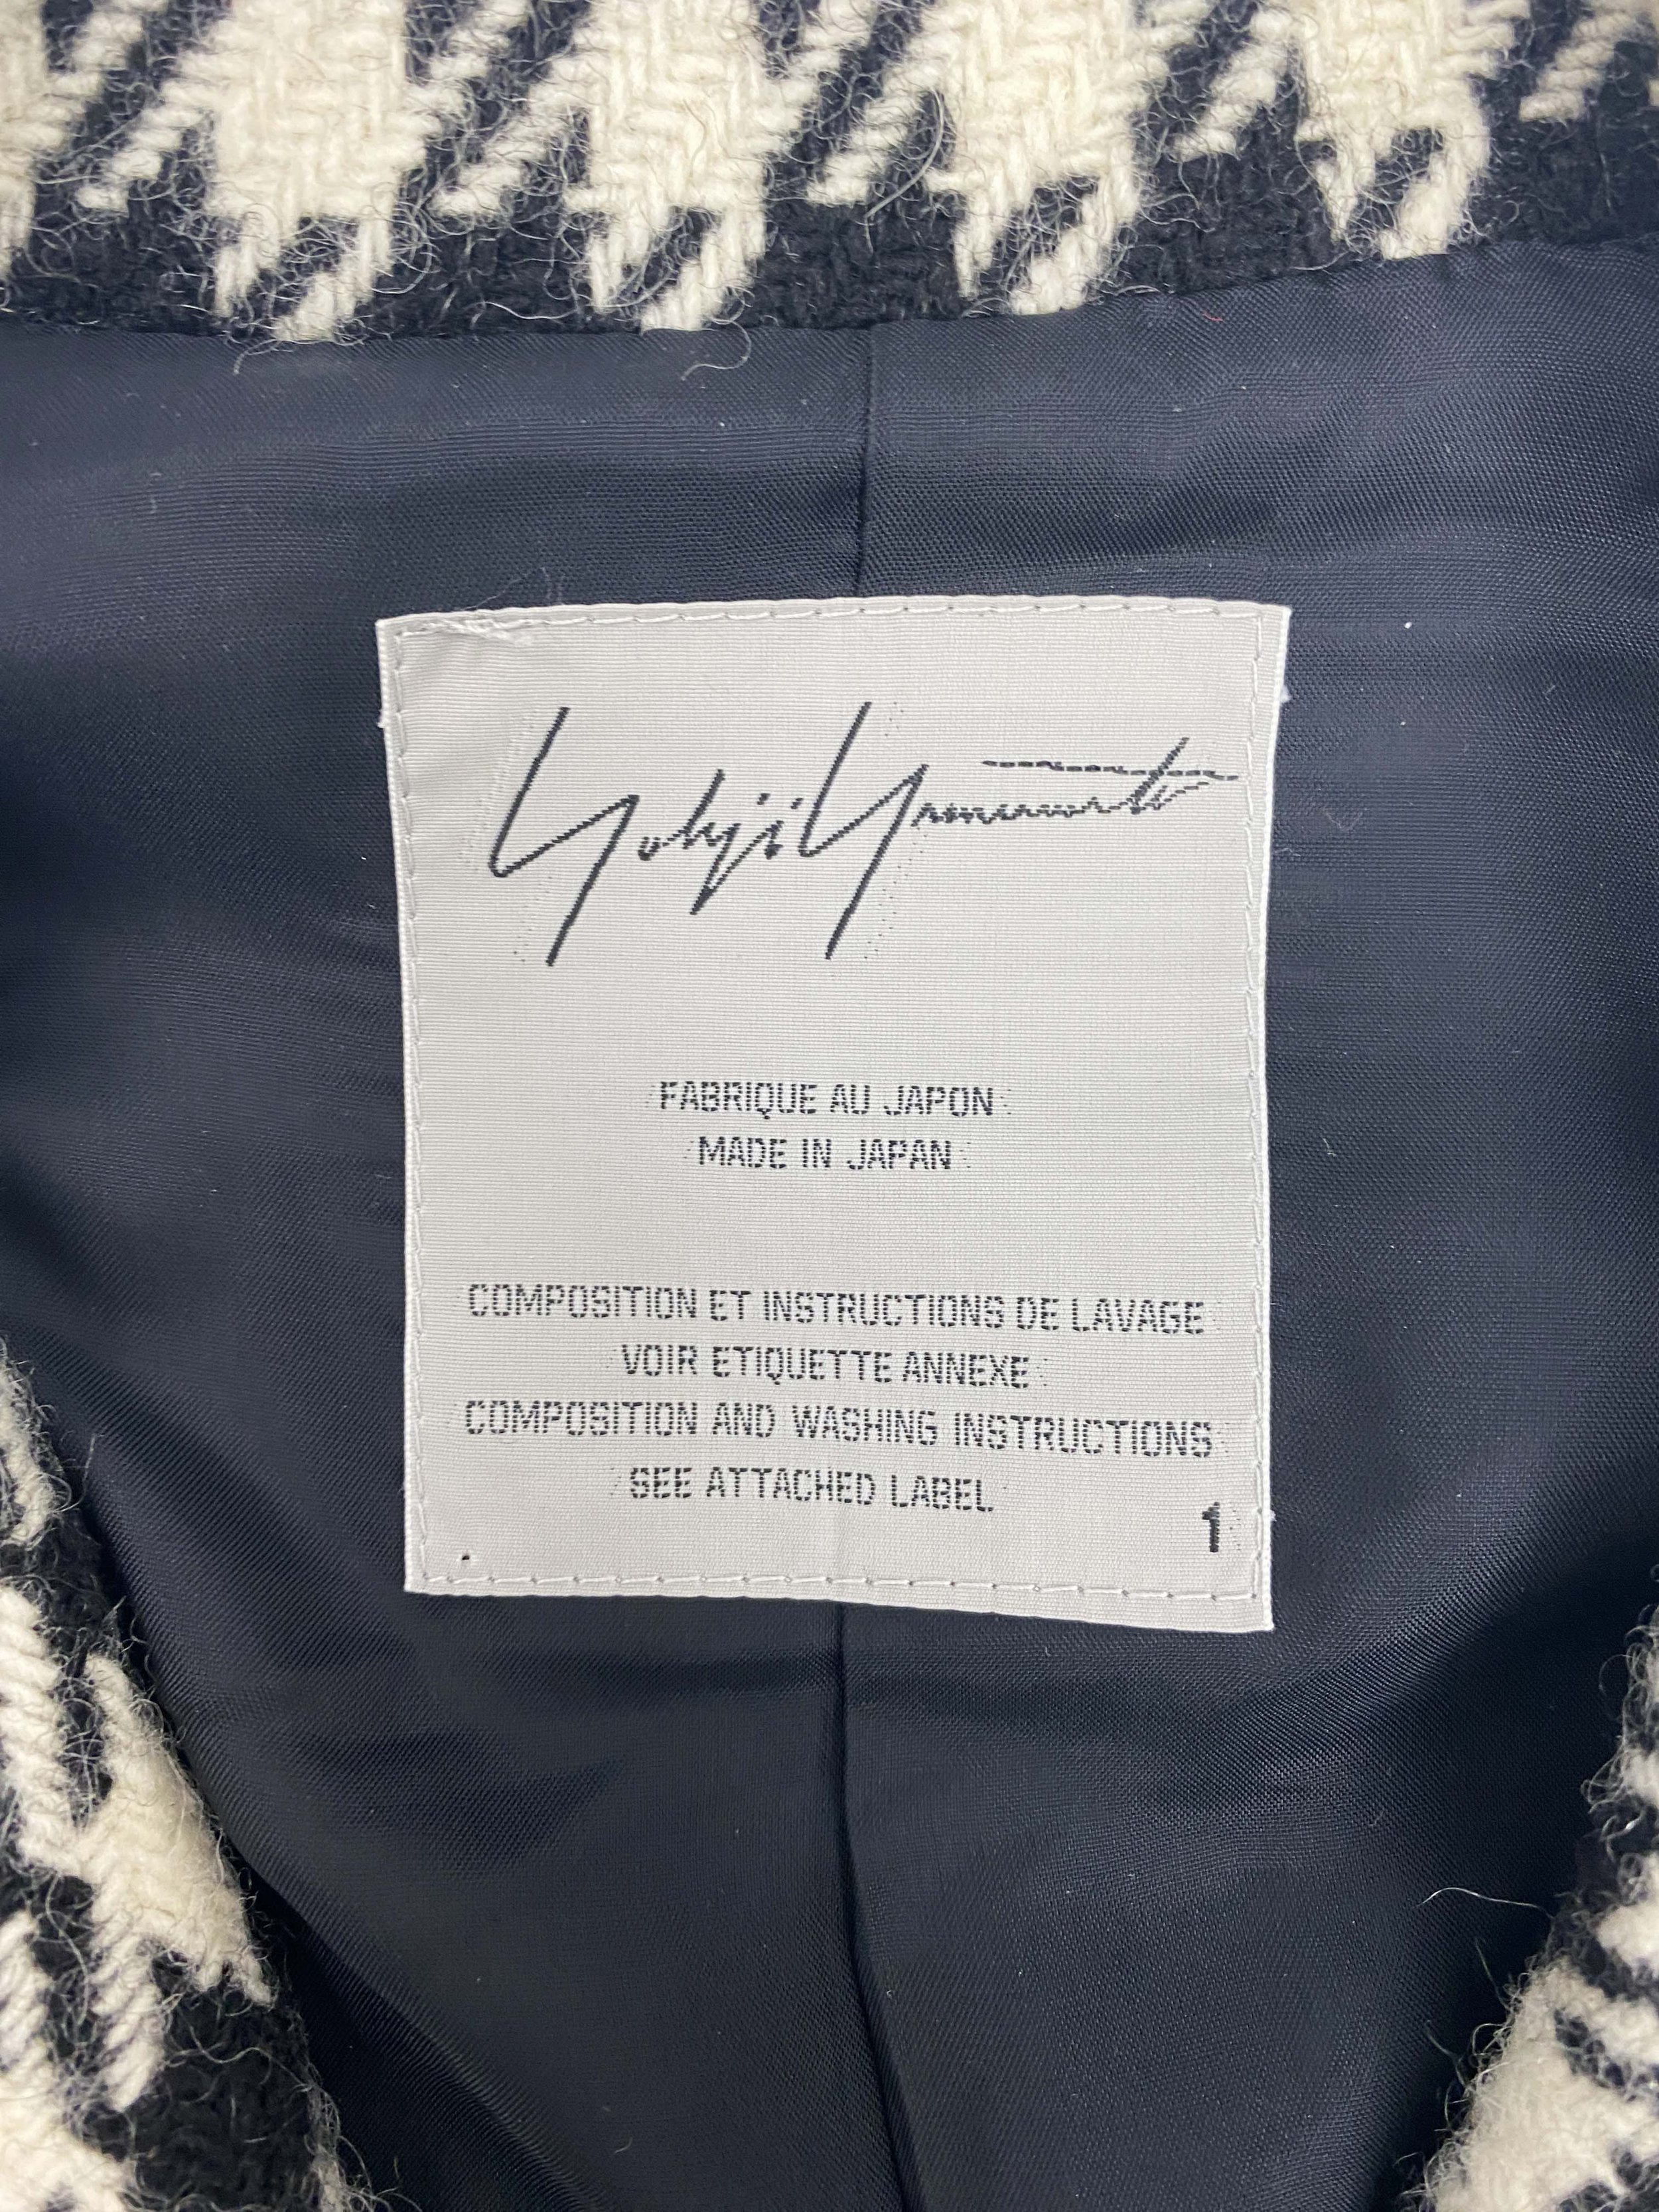 Yohji Yamamoto
FABRIQUE AU JAPON
MADE IN JAPAN
COMPOSITION ET INSTRUCTIONS DE LAVAGE
VOIR ETIQUETTE ANNEXE
COMPOSITION AND WASHING INSTRUCTIONS
SEE ATTACHED LABEL
1